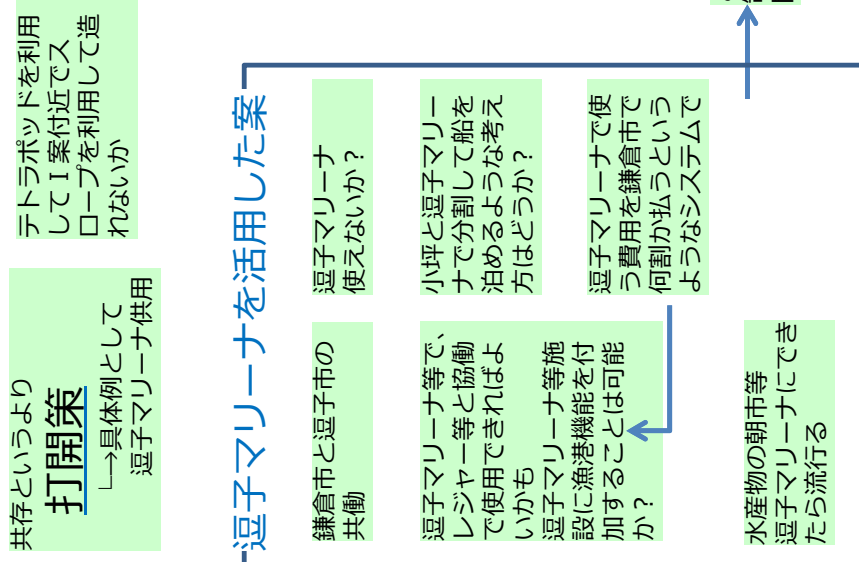 共存というより
打開策
└→具体例として
逗子マリーナ供用
テトラポッドを利用
してⅠ案付近でス
ロープを利用して造
れないか
逗子マリーナを活用した案
鎌倉市と逗子市の
共働
逗子マリーナ
使えないか？
逗子マリーナ等で、
レジャー等と協働
で使用できればよ
いかも
逗子マリーナ等施
設に漁港機能を付
加することは可能
か？
小坪と逗子マリー
ナで分割して船を
泊めるような考え
方はどうか？
逗子マリーナで使
う費用を鎌倉市で
何割か払うという
ようなシステムで
水産物の朝市等
逗子マリーナにでき
たら流行る